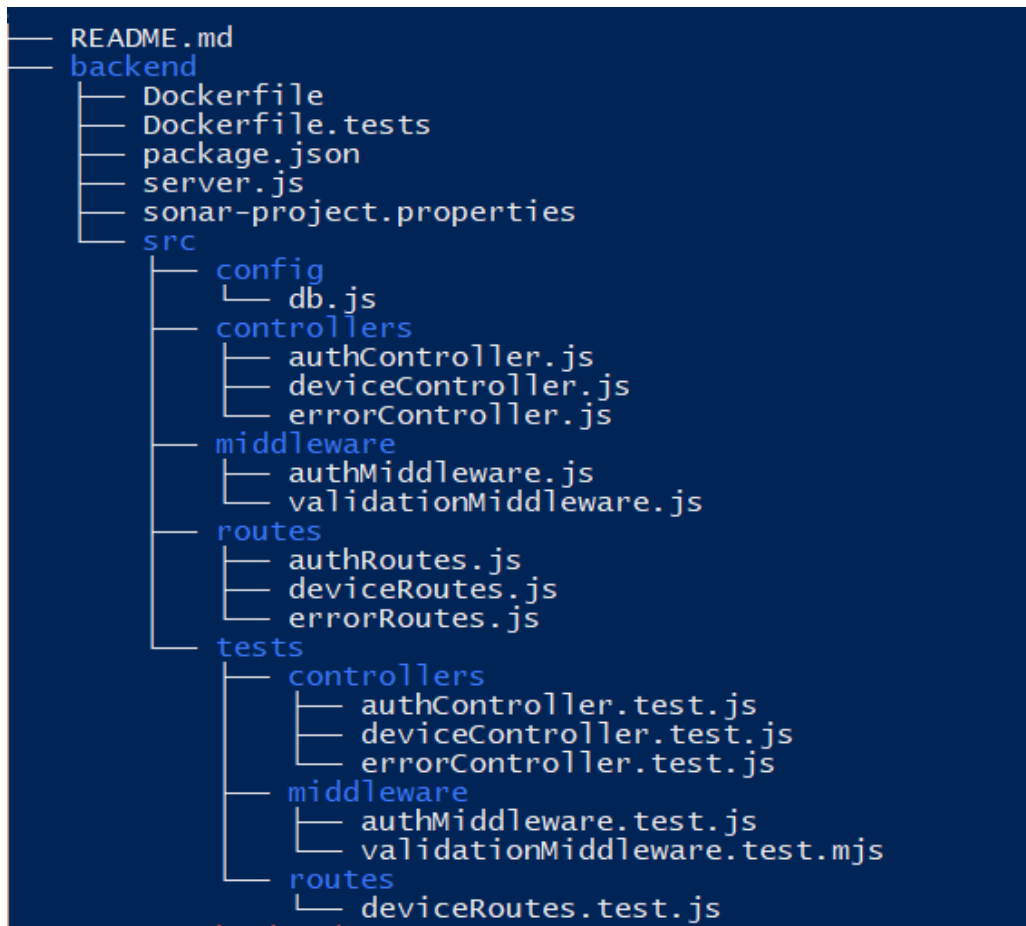 ├── README.md
├── backend
│   ├── Dockerfile
│   ├── Dockerfile.tests
│   ├── package.json
│   ├── server.js
│   ├── sonar-project.properties
│   └── src
│       ├── config
│       │   └── db.js
│       ├── controllers
│       │   ├── authController.js
│       │   ├── deviceController.js
│       │   └── errorController.js
│       ├── middleware
│       │   ├── authMiddleware.js
│       │   └── validationMiddleware.js
│       ├── routes
│       │   ├── authRoutes.js
│       │   ├── deviceRoutes.js
│       │   └── errorRoutes.js
│       └── tests
│           ├── controllers
│           │   ├── authController.test.js
│           │   ├── deviceController.test.js
│           │   └── errorController.test.js
│           ├── middleware
│           │   ├── authMiddleware.test.js
│           │   └── validationMiddleware.test.mjs
│           └── routes
│               └── deviceRoutes.test.js